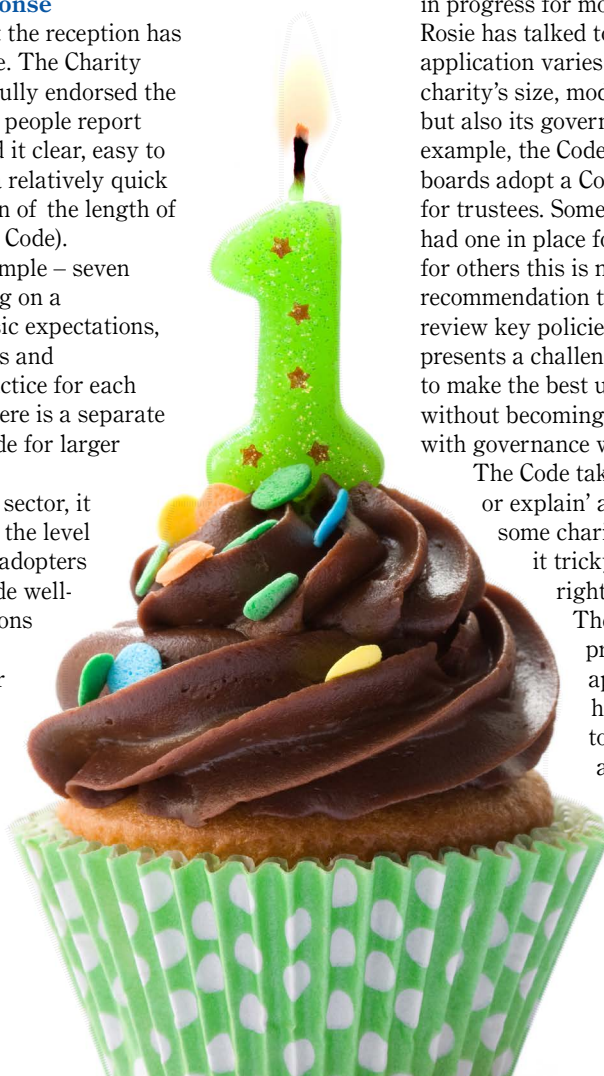 onse
t the reception has
e. The Charity
fully endorsed the
people report
d it clear, easy to
a relatively quick
n of the length of
Code).
mple – seven
g on a
sic expectations,
s and
actice for each
ere is a separate
de for larger
sector, it
the level
adopters
de well-
ons
r
1
in progress for mo
Rosie has talked to
application varies
charity's size, mod
but also its govern
example, the Code
boards adopt a Co
for trustees. Some
had one in place fo
for others this is n
recommendation t
review key policie
presents a challen
to make the best u
without becoming
with governance w
The Code tak
or explain' a
some chari
it tricky
right
The
pr
ap
h
to
a